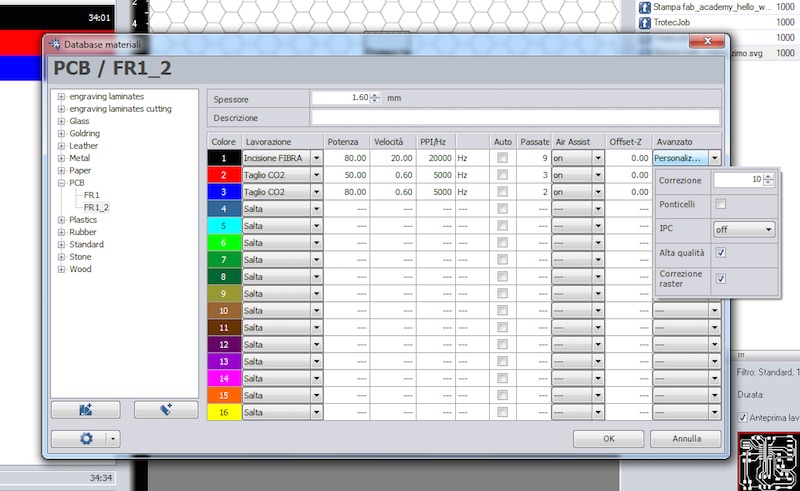 34:01
Stampa fab_academy_hello_w... 1000
TrotecJob 1000
1000
zimo.svg 1000
Database materiali
PCB / FR1_2
engraving laminates
engraving laminates cutting
Glass
Goldring
Leather
Metal
Paper
PCB
FR1
FR1_2
Plastics
Rubber
Standard
Stone
Wood
Spessore 1.60 mm
Descrizione
Colore Lavorazione Potenza Velocità PPI/Hz Auto Passate Air Assist Offset-Z Avanzato
1 Incisione FIBRA 80.00 20.00 20000 Hz 9 on 0.00 Personaliz...
2 Taglio CO2 50.00 0.60 5000 Hz 3 on 0.00
3 Taglio CO2 80.00 0.60 5000 Hz 2 on 0.00
4 Salta --- --- --- --- --- --- ---
5 Salta --- --- --- --- --- --- ---
6 Salta --- --- --- --- --- --- ---
7 Salta --- --- --- --- --- --- ---
8 Salta --- --- --- --- --- --- ---
9 Salta --- --- --- --- --- --- ---
10 Salta --- --- --- --- --- --- --- ---
11 Salta --- --- --- --- --- --- --- ---
12 Salta --- --- --- --- --- --- --- ---
13 Salta --- --- --- --- --- --- --- ---
14 Salta --- --- --- --- --- --- --- ---
15 Salta --- --- --- --- --- --- --- ---
16 Salta --- --- --- --- --- --- --- ---
Correzione 10
Ponticelli
IPC off
Alta qualità
Correzione
raster
OK Annulla
34:34
Filtro: Standard, 1
Durata:
Anteprima lav